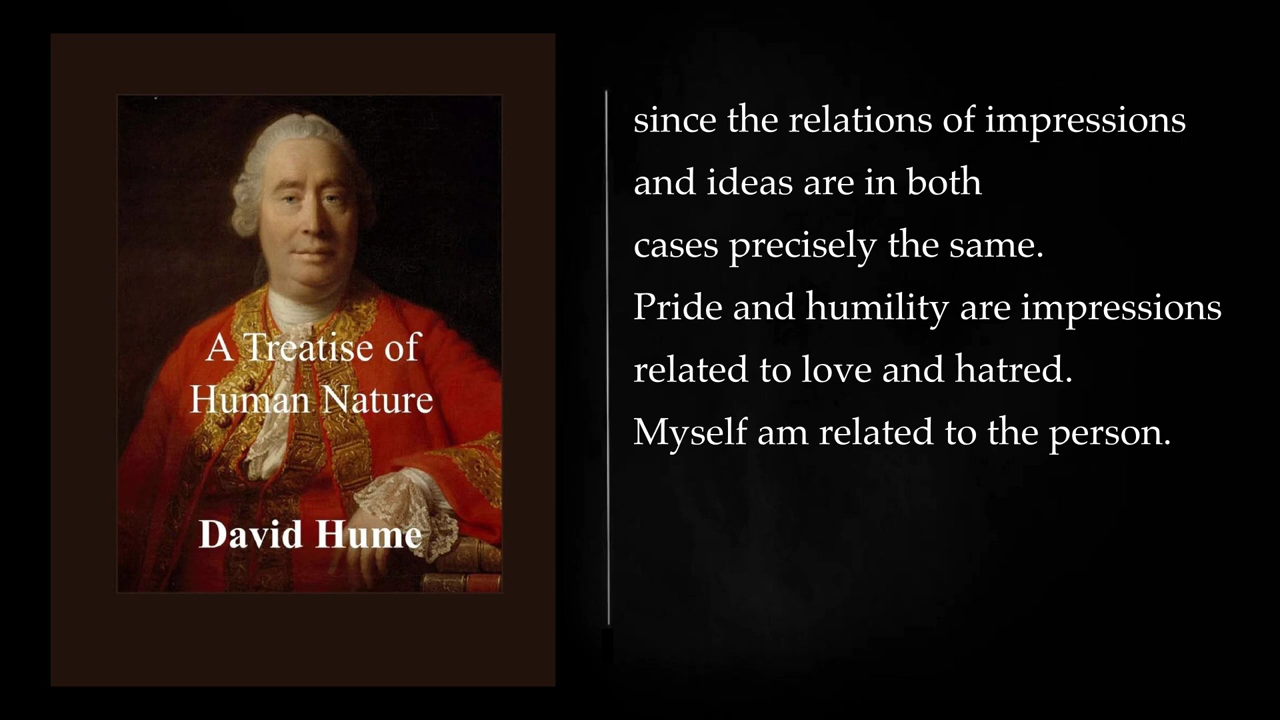 A Treatise of
Human Nature
David Hume
since the relations of impressions
and ideas are in both
cases precisely the same.
Pride and humility are impressions
related to love and hatred.
Myself am related to the person.